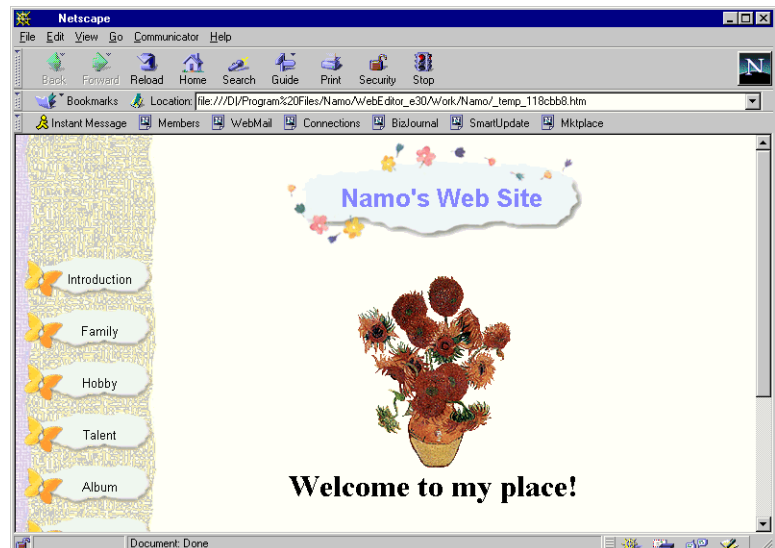 Netscape
File Edit View Go Communicator Help
Back Forward Reload Home Search Guide Print Security Stop
N
Bookmarks Location: file:///D|/Program%20Files/Namo/WebEditor_e30/Work/Namo/_temp_118cbb8.htm
Instant Message Members WebMail Connections BizJournal SmartUpdate Mktplace
Namo's Web Site
Introduction
Family
Hobby
Talent
Album
Welcome to my place!
Document: Done